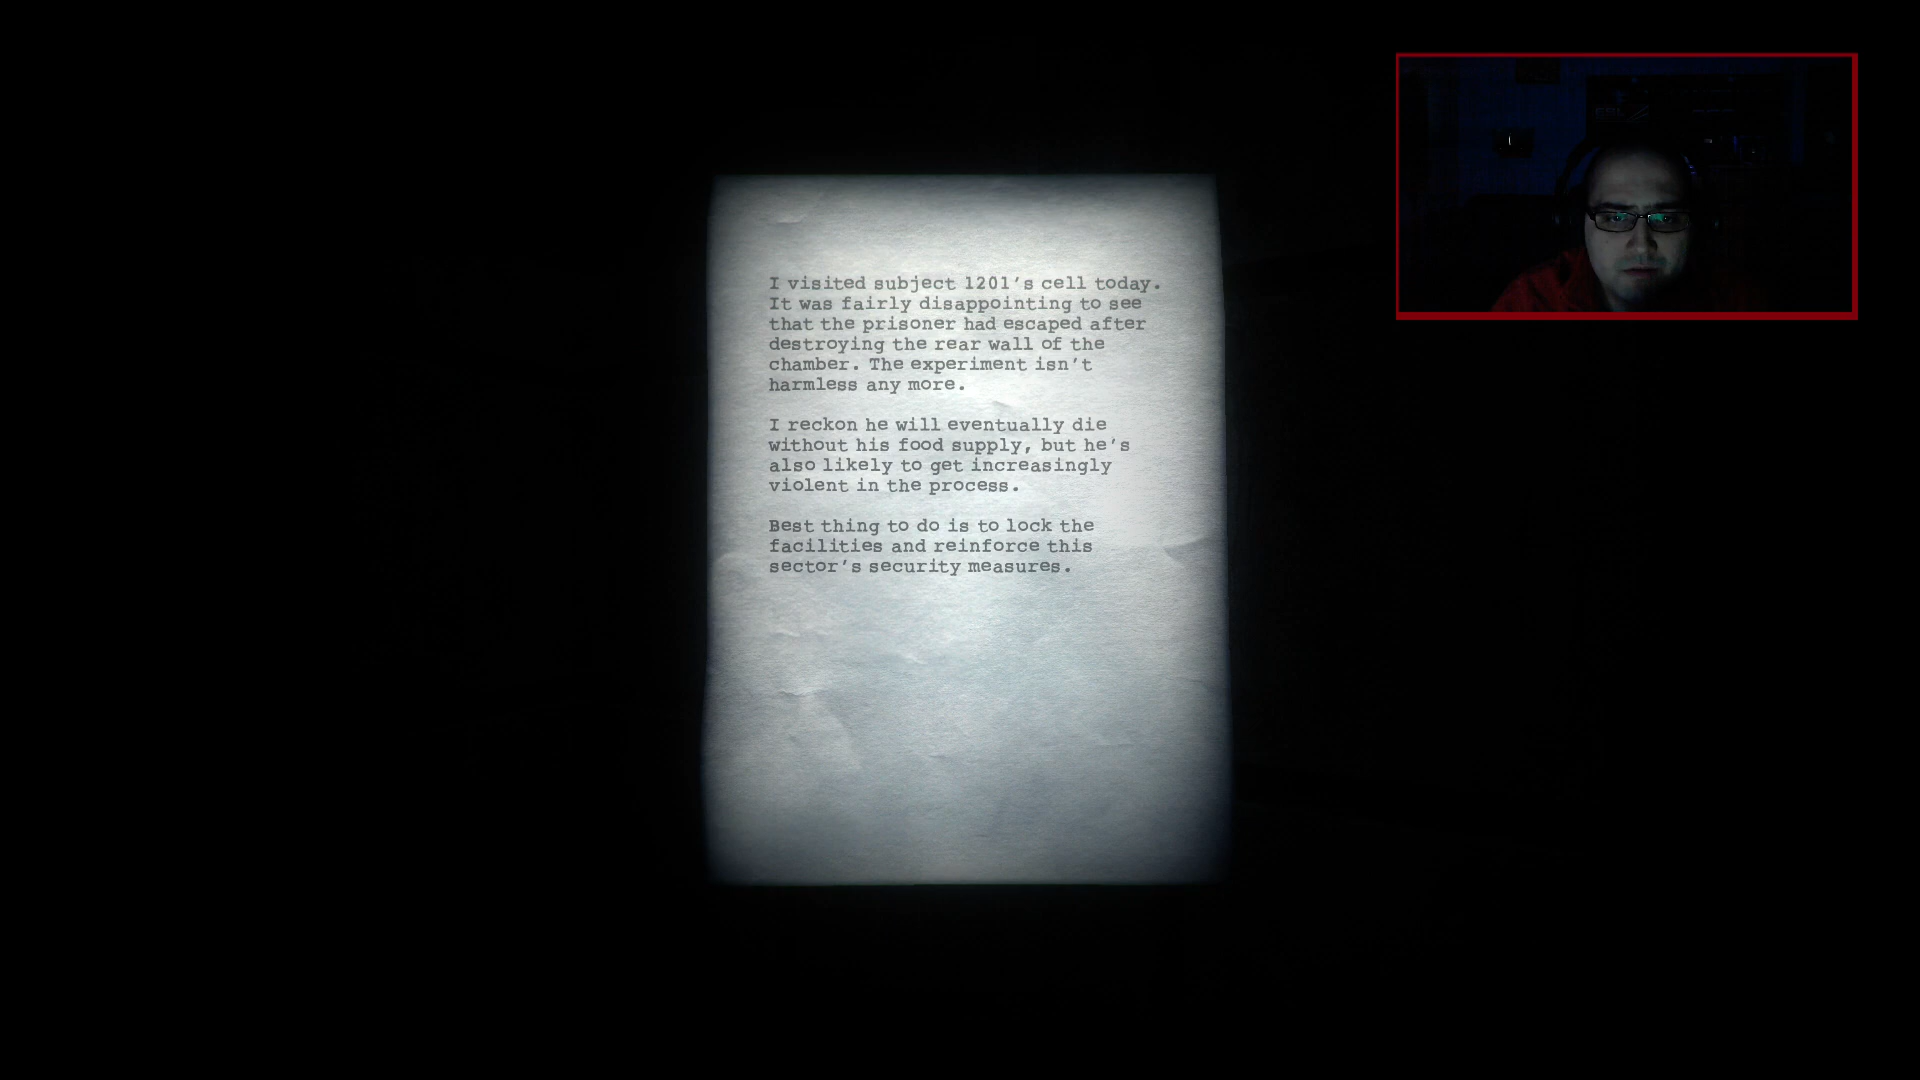 I visited subject 1201's cell today.
It was fairly disappointing to see
that the prisoner had escaped after
destroying the rear wall of the
chamber. The experiment isn't
harmless any more.
I reckon he will eventually die
without his food supply, but he's
also likely to get increasingly
violent in the process.
Best thing to do is to lock the
facilities and reinforce this
sector's security measures.